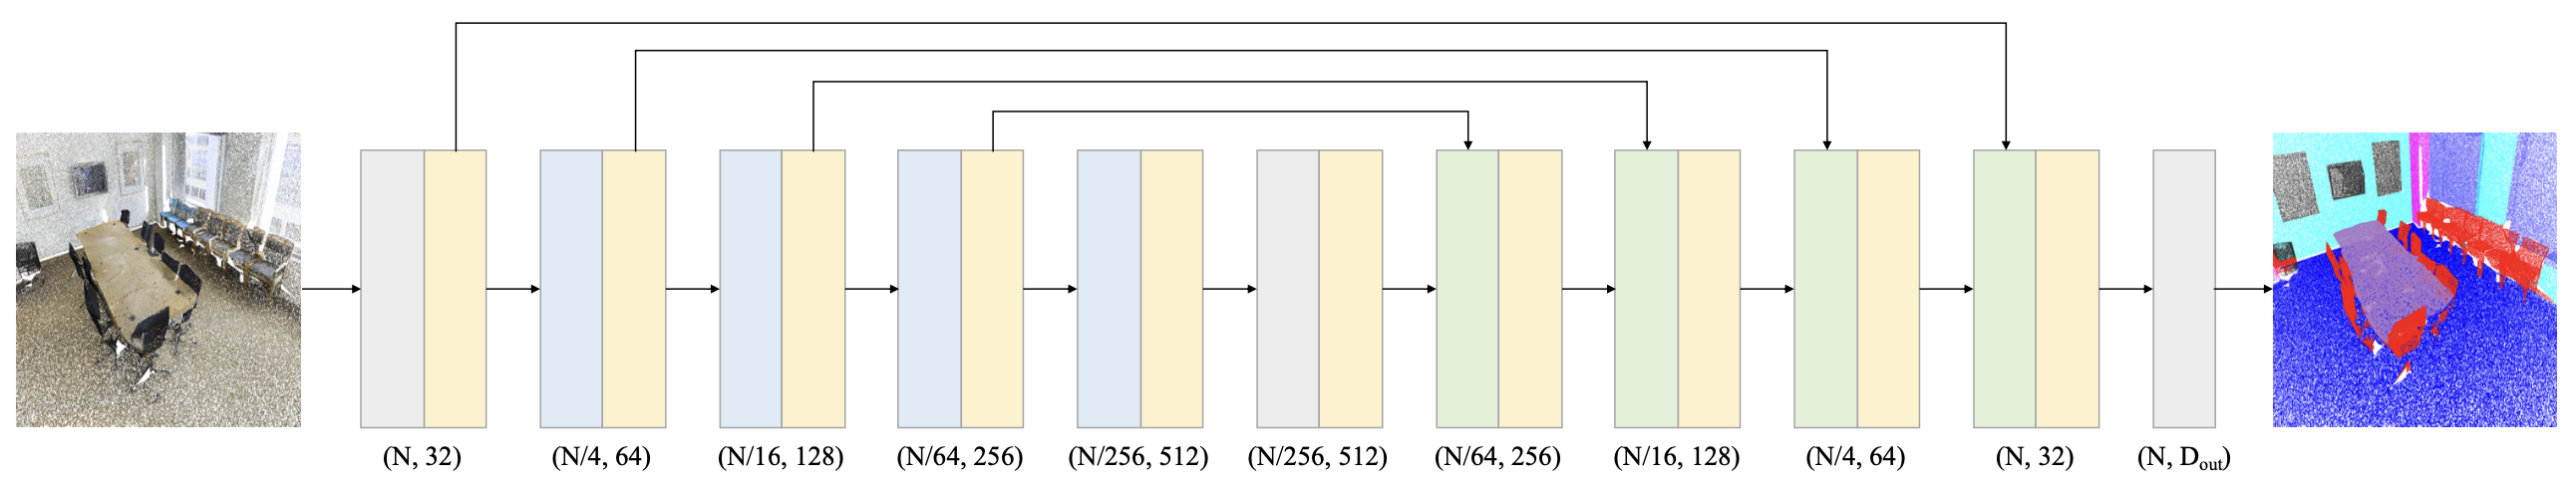 (N, 32) (N/4, 64) (N/16, 128) (N/64, 256) (N/256, 512) (N/256, 512) (N/64, 256) (N/16, 128) (N/4, 64) (N, 32) (N, Dout)